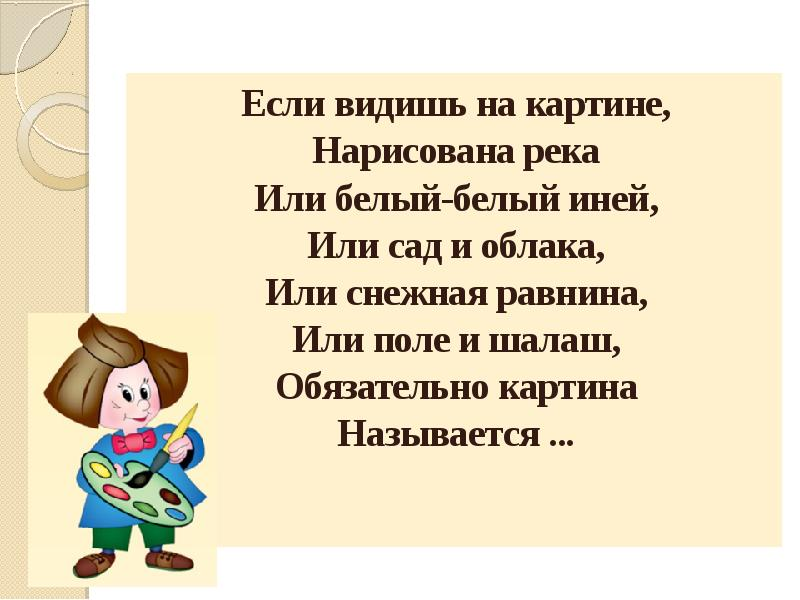 Если видишь на картине,
Нарисована река
Или белый-белый иней,
Или сад и облака,
Или снежная равнина,
Или поле и шалаш,
Обязательно картина
Называется ...